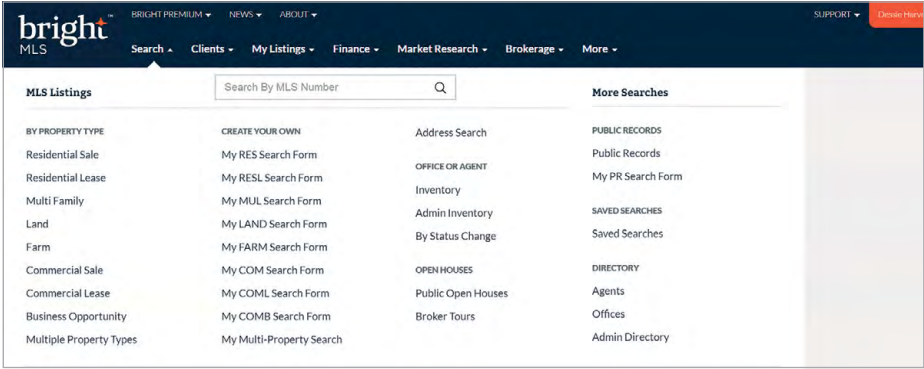 bright
MLS
BRIGHT PREMIUM NEWS ABOUT
SUPPORT
Search Clients My Listings Finance Market Research Brokerage More
MLS Listings
Search By MLS Number
More Searches
BY PROPERTY TYPE
Residential Sale
Residential Lease
Multi Family
Land
Farm
Commercial Sale
Commercial Lease
Business Opportunity
Multiple Property Types
CREATE YOUR OWN
My RES Search Form
My RESL Search Form
My MUL Search Form
My LAND Search Form
My FARM Search Form
My COM Search Form
My COML Search Form
My COMB Search Form
My Multi-Property Search
Address Search
OFFICE OR AGENT
Inventory
Admin Inventory
By Status Change
OPEN HOUSES
Public Open Houses
Broker Tours
PUBLIC RECORDS
Public Records
My PR Search Form
SAVED SEARCHES
Saved Searches
DIRECTORY
Agents
Offices
Admin Directory